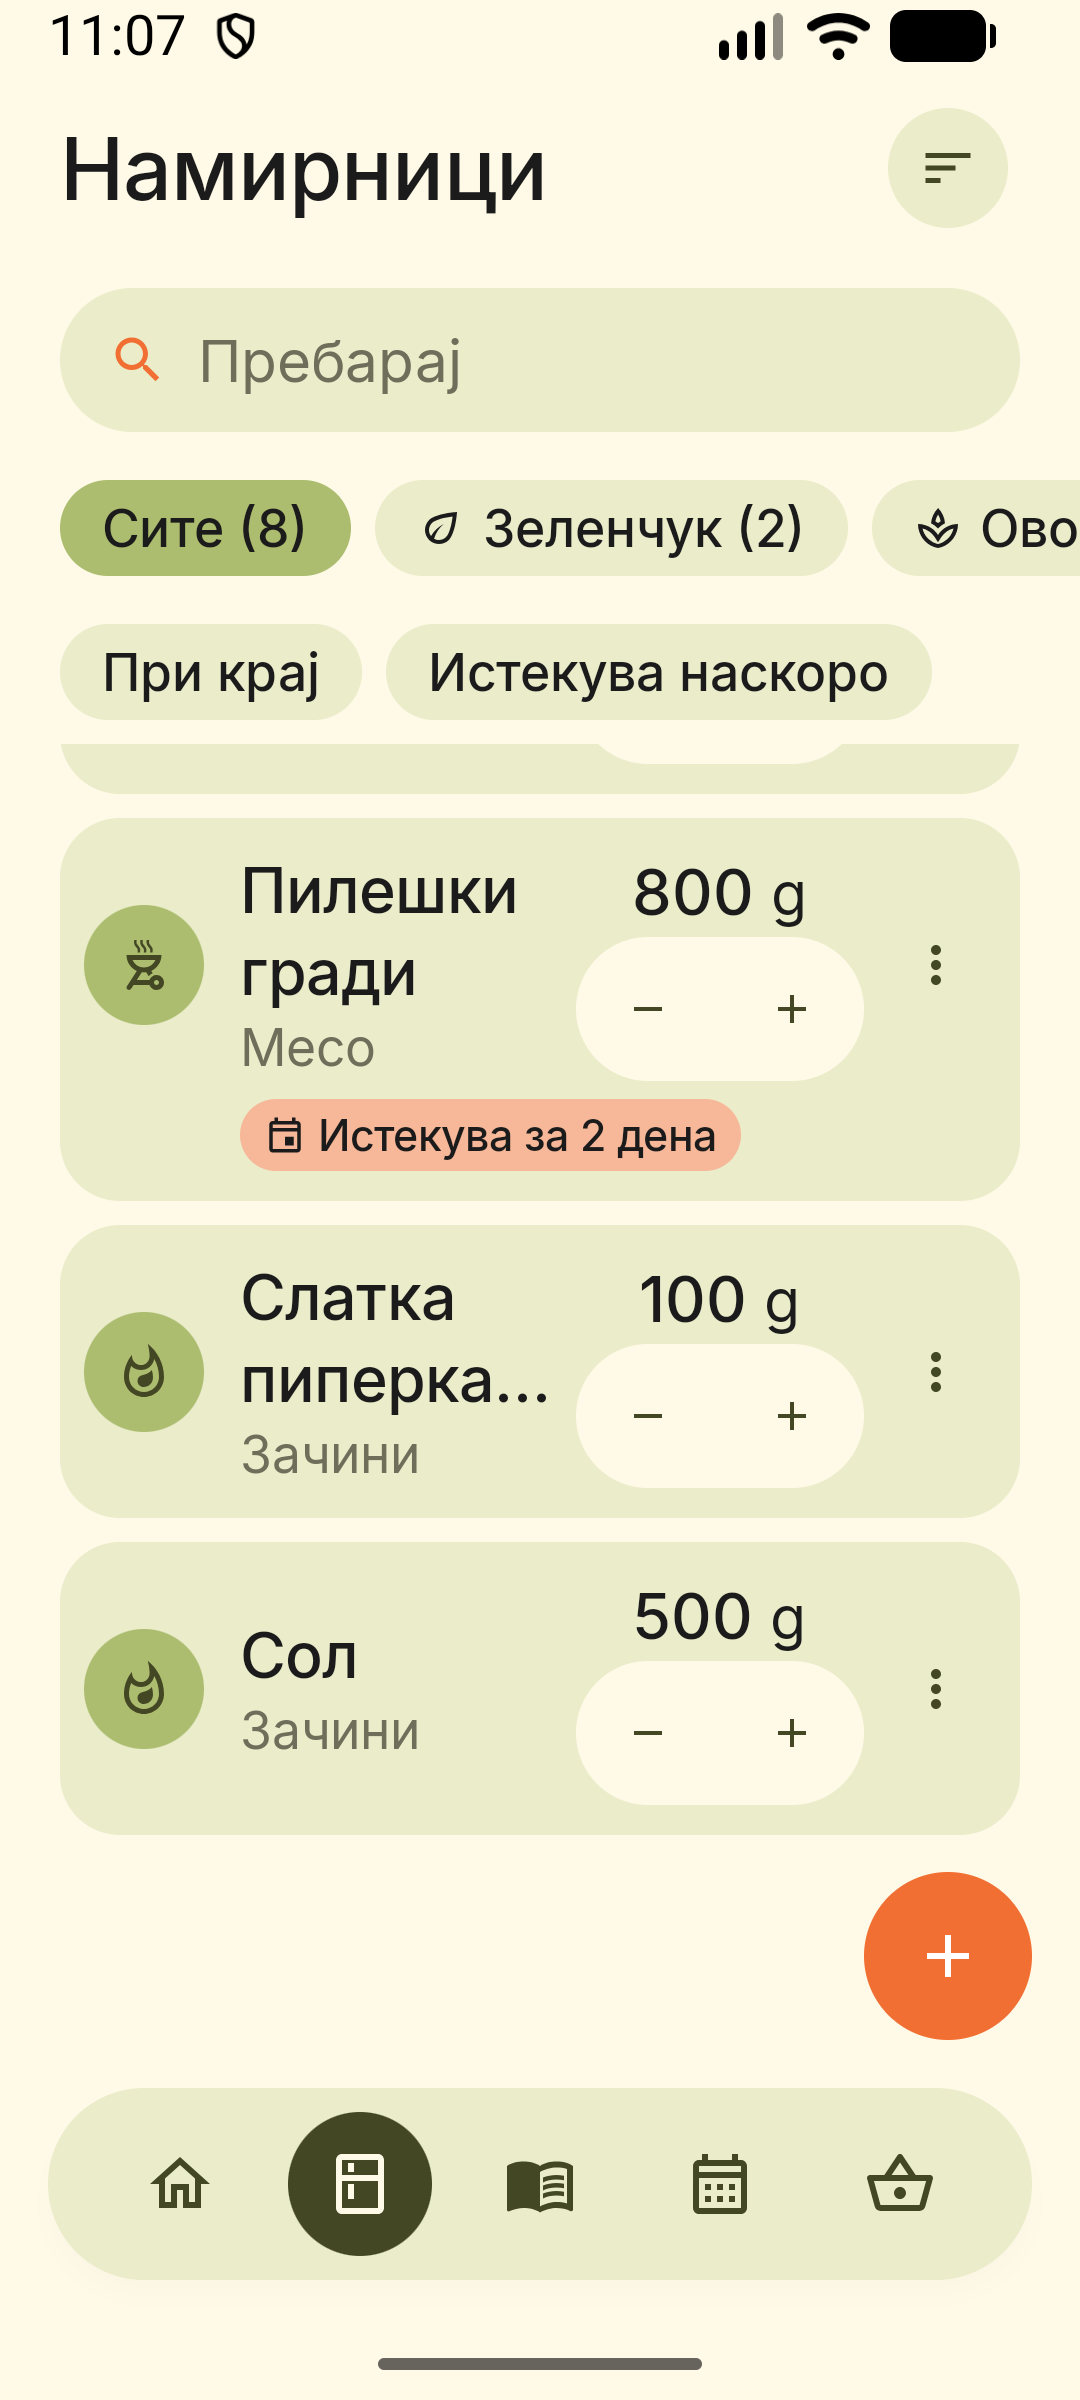 11:07
Намирници
Пребарај
Сите (8)
Зеленчук (2)
Ово
При крај
Истекува наскоро
Пилешки
гради
Месо
800 g
Истекува за 2 дена
Слатка
пиперка...
Зачини
100 g
Сол
Зачини
500 g